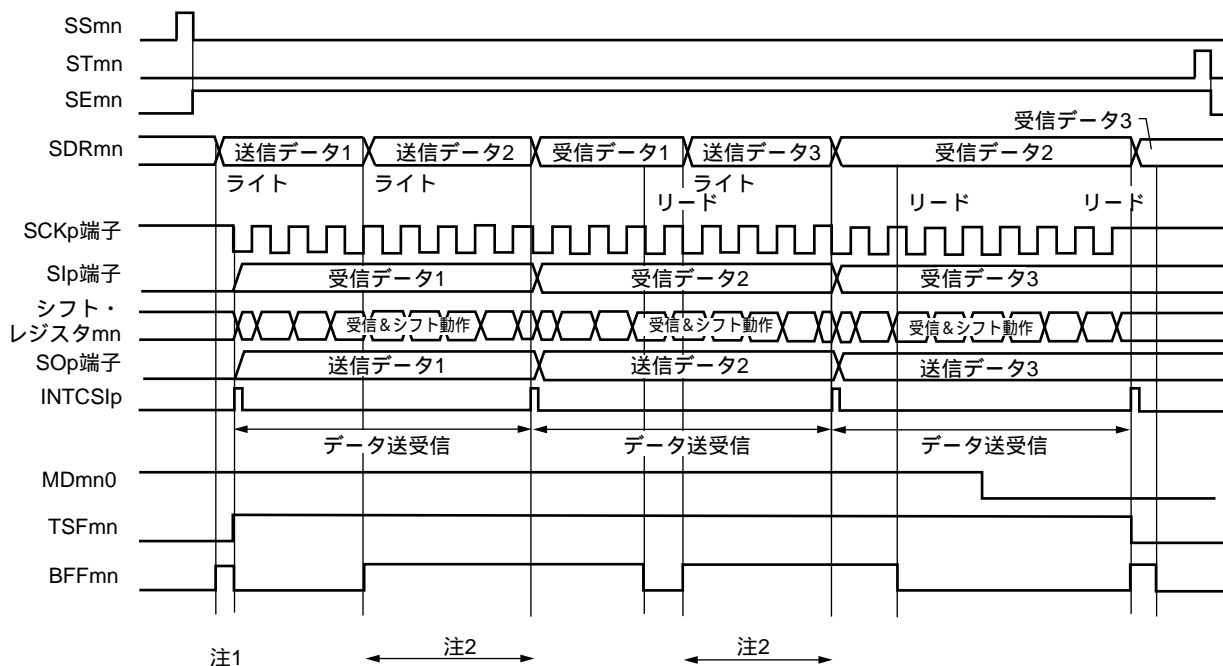 SSmn
STmn
SEmn
受信データ3
SDRmn 送信データ1 送信データ2 受信データ1 送信データ3 受信データ2
ライト ライト ライト
リード リード リード
SCKp端子
SIp端子 受信データ1 受信データ2 受信データ3
シフト・
レジスタmn 受信&シフト動作 受信&シフト動作 受信&シフト動作
SOp端子 送信データ1 送信データ2 送信データ3
INTCSIp
データ送受信 データ送受信 データ送受信
MDmn0
TSFmn
BFFmn
注1 注2 注2